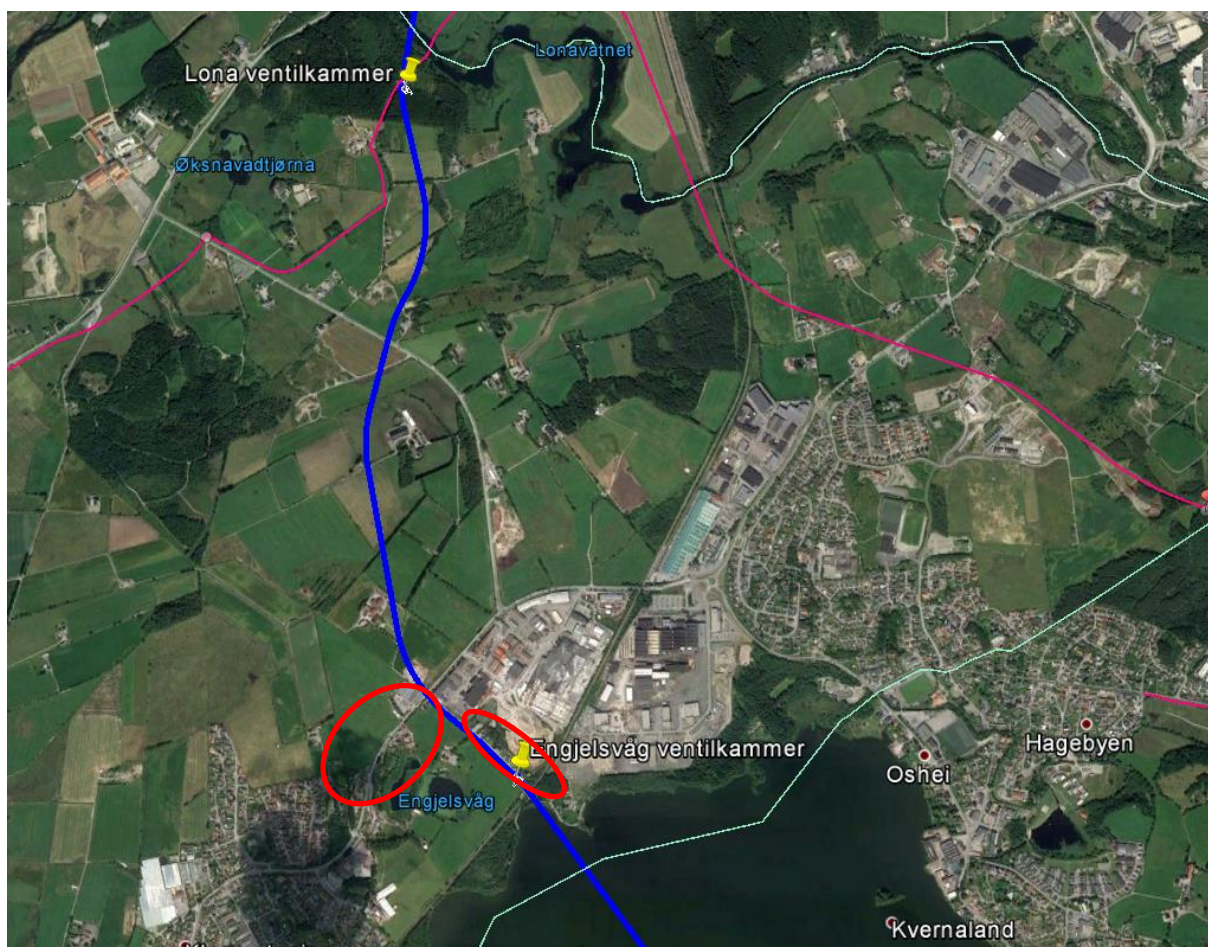 Lonavatnet
Lona ventilkammer
Øksnavadtjørna
Engjelsvåg ventilkammer
Hagebyen
Oshei
Engjelsvåg
Kvernaland